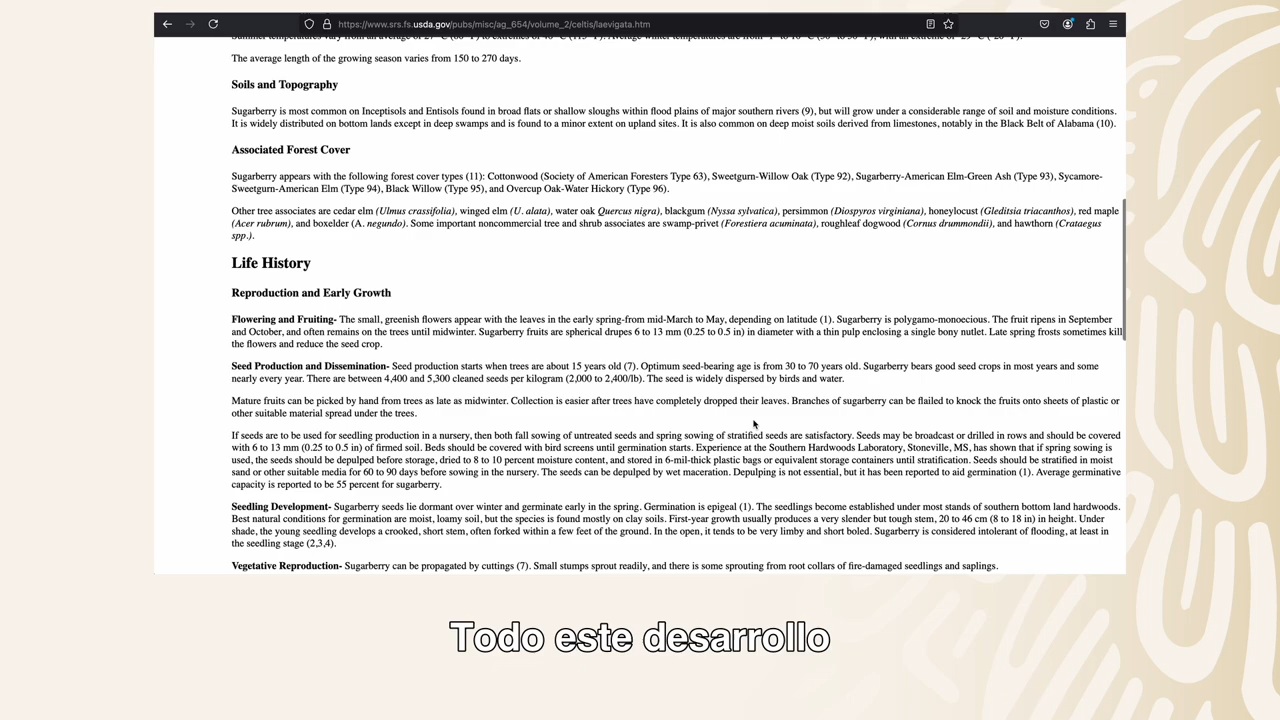 https://www.srs.fs.usda.gov/pubs/misc/ag_654/volume_2/celtis/laevigata.htm
The average length of the growing season varies from 150 to 270 days.
Soils and Topography
Sugarberry is most common on Inceptisols and Entisols found in broad flats or shallow sloughs within flood plains of major southern rivers (9), but will grow under a considerable range of soil and moisture conditions.
It is widely distributed on bottom lands except in deep swamps and is found to a minor extent on upland sites. It is also common on deep moist soils derived from limestones, notably in the Black Belt of Alabama (10).
Associated Forest Cover
Sugarberry appears with the following forest cover types (11): Cottonwood (Society of American Foresters Type 63), Sweetgurn-Willow Oak (Type 92), Sugarberry-American Elm-Green Ash (Type 93), Sycamore-
Sweetgurn-American Elm (Type 94), Black Willow (Type 95), and Overcup Oak-Water Hickory (Type 96).
Other tree associates are cedar elm (Ulmus crassifolia), winged elm (U. alata), water oak Quercus nigra), blackgum (Nyssa sylvatica), persimmon (Diospyros virginiana), honeylocust (Gleditsia triacanthos), red maple
(Acer rubrum), and boxelder (A. negundo). Some important noncommercial tree and shrub associates are swamp-privet (Forestiera acuminata), roughleaf dogwood (Cornus drummondii), and hawthorn (Crataegus
spp.).
Life History
Reproduction and Early Growth
Flowering and Fruiting- The small, greenish flowers appear with the leaves in the early spring-from mid-March to May, depending on latitude (1). Sugarberry is polygamo-monoecious. The fruit ripens in September
and October, and often remains on the trees until midwinter. Sugarberry fruits are spherical drupes 6 to 13 mm (0.25 to 0.5 in) in diameter with a thin pulp enclosing a single bony nutlet. Late spring frosts sometimes kill
the flowers and reduce the seed crop.
Seed Production and Dissemination- Seed production starts when trees are about 15 years old (7). Optimum seed-bearing age is from 30 to 70 years old. Sugarberry bears good seed crops in most years and some
nearly every year. There are between 4,400 and 5,300 cleaned seeds per kilogram (2,000 to 2,400/lb). The seed is widely dispersed by birds and water.
Mature fruits can be picked by hand from trees as late as midwinter. Collection is easier after trees have completely dropped their leaves. Branches of sugarberry can be flailed to knock the fruits onto sheets of plastic or
other suitable material spread under the trees.
If seeds are to be used for seedling production in a nursery, then both fall sowing of untreated seeds and spring sowing of stratified seeds are satisfactory. Seeds may be broadcast or drilled in rows and should be covered
with 6 to 13 mm (0.25 to 0.5 in) of firmed soil. Beds should be covered with bird screens until germination starts. Experience at the Southern Hardwoods Laboratory, Stoneville, MS, has shown that if spring sowing is
used, the seeds should be depulped before storage, dried to 8 to 10 percent moisture content, and stored in 6-mil-thick plastic bags or equivalent storage containers until stratification. Seeds should be stratified in moist
sand or other suitable media for 60 to 90 days before sowing in the nursery. The seeds can be depulped by wet maceration. Depulping is not essential, but it has been reported to aid germination (1). Average germinative
capacity is reported to be 55 percent for sugarberry.
Seedling Development- Sugarberry seeds lie dormant over winter and germinate early in the spring. Germination is epigeal (1). The seedlings become established under most stands of southern bottom land hardwoods.
Best natural conditions for germination are moist, loamy soil, but the species is found mostly on clay soils. First-year growth usually produces a very slender but tough stem, 20 to 46 cm (8 to 18 in) in height. Under
shade, the young seedling develops a crooked, short stem, often forked within a few feet of the ground. In the open, it tends to be very limby and short boled. Sugarberry is considered intolerant of flooding, at least in
the seedling stage (2,3,4).
Vegetative Reproduction- Sugarberry can be propagated by cuttings (7). Small stumps sprout readily, and there is some sprouting from root collars of fire-damaged seedlings and saplings.
Todo este desarrollo